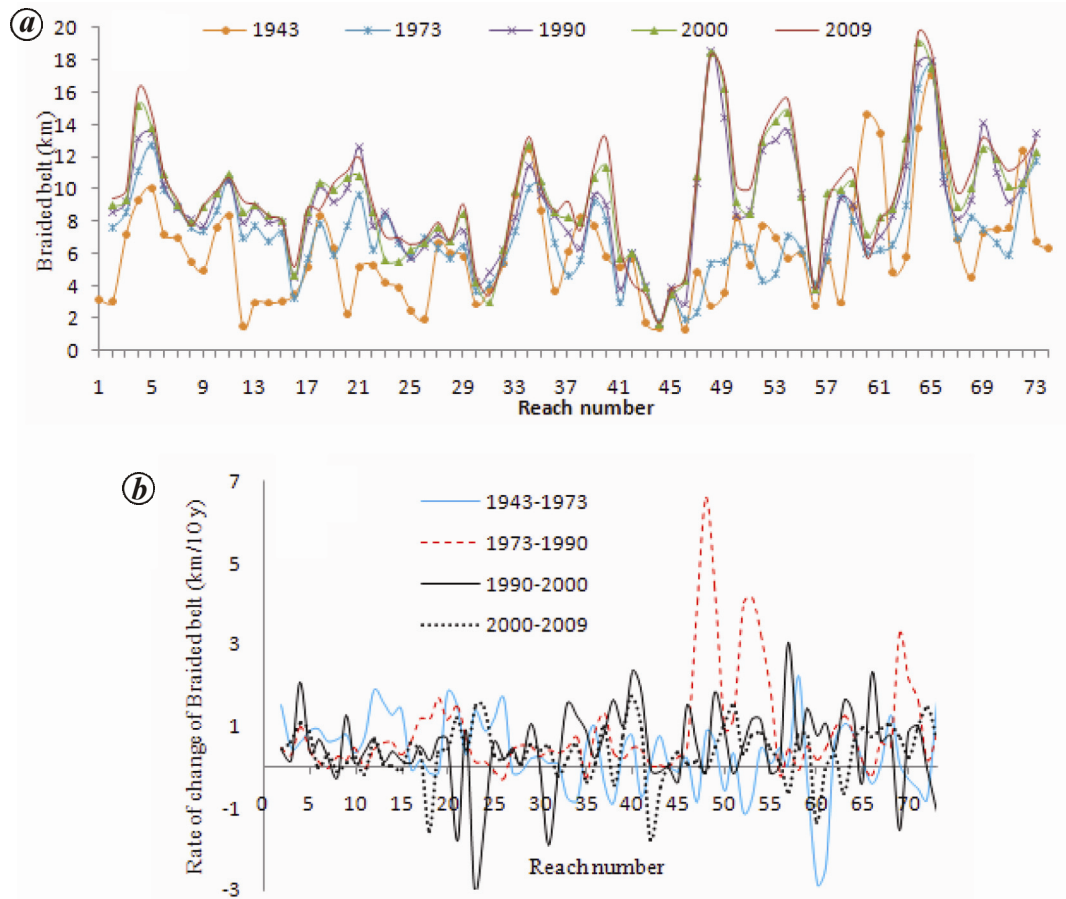 a
1943 1973 1990 2000 2009
Braided belt (km)
20
18
16
14
12
10
8
6
4
2
0
1 5 9 13 17 21 25 29 33 37 41 45 49 53 57 61 65 69 73
Reach number
b
Rate of change of Braided belt (km/10 y)
7
5
3
1
-1
-3
1943-1973
1973-1990
1990-2000
2000-2009
0 5 10 15 20 25 30 35 40 45 50 55 60 65 70
Reach number